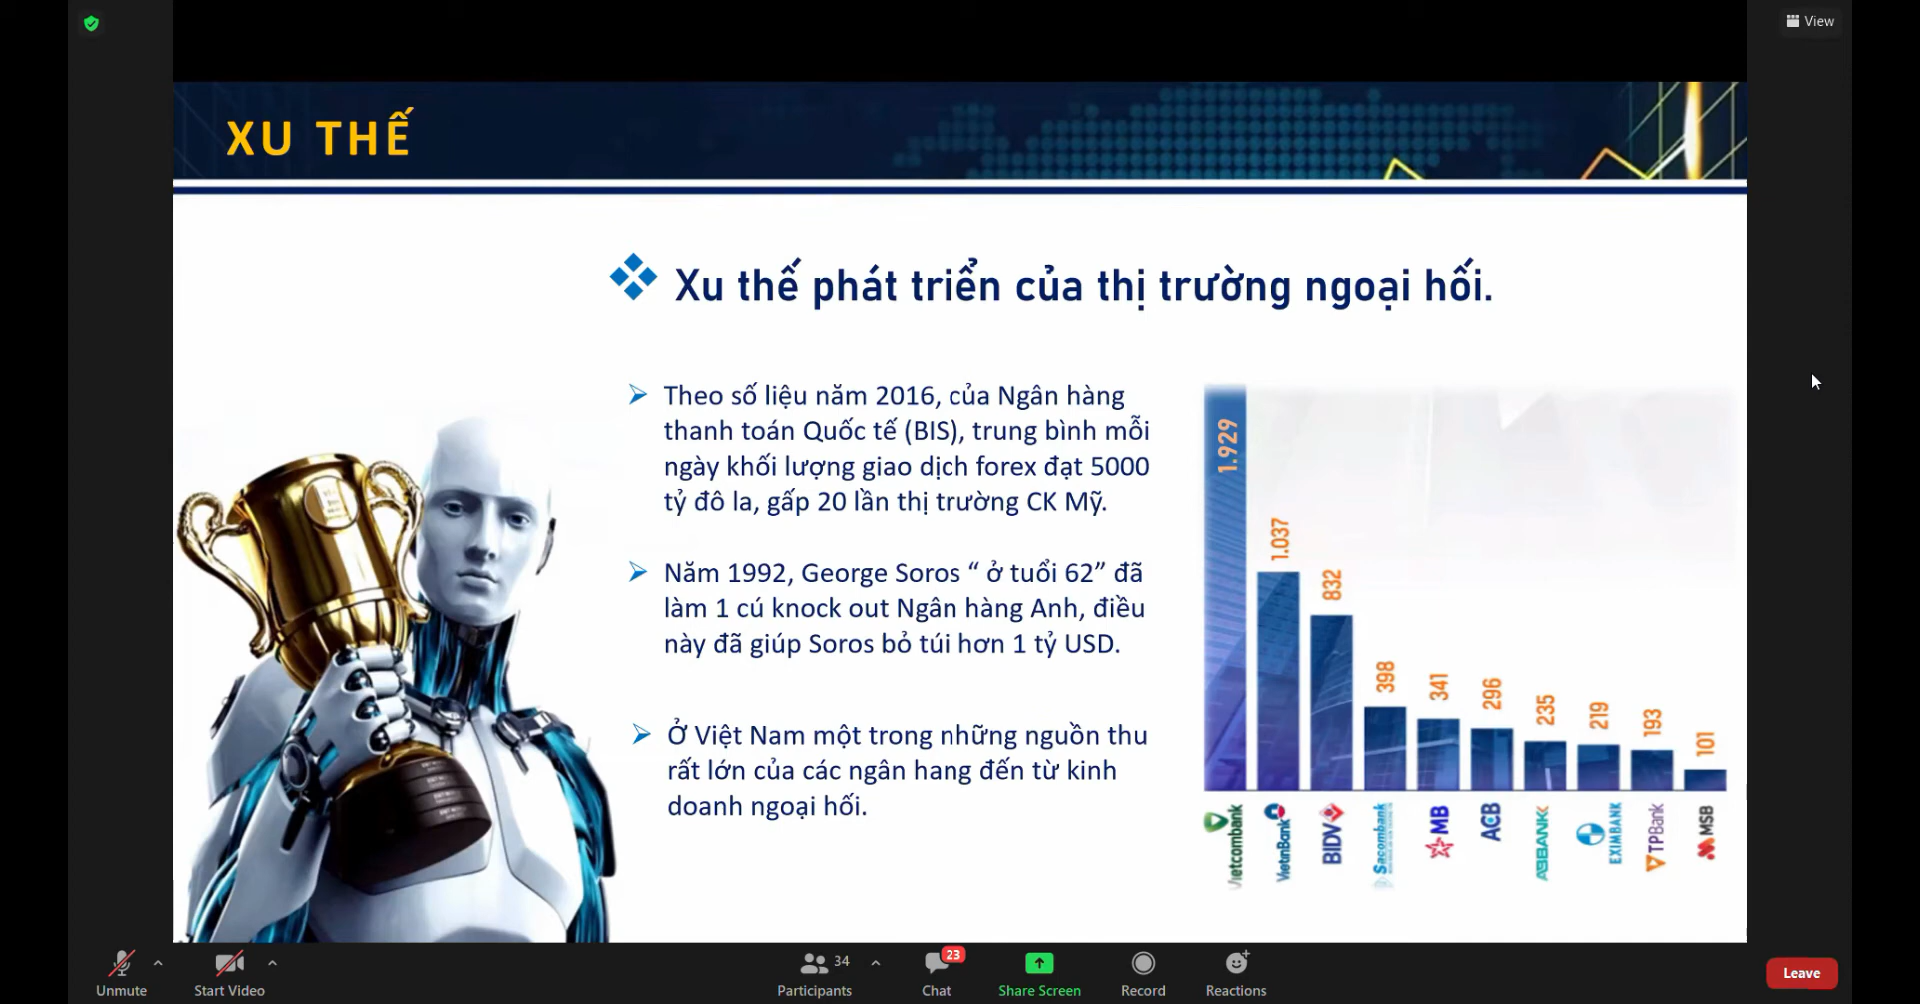 View
XU THẾ
Xu thế phát triển của thị trường ngoại hối.
Theo số liệu năm 2016, của Ngân hàng
thanh toán Quốc tế (BIS), trung bình mỗi
ngày khối lượng giao dịch forex đạt 5000
tỷ đô la, gấp 20 lần thị trường CK Mỹ.
Năm 1992, George Soros “ ở tuổi 62” đã
làm 1 cú knock out Ngân hàng Anh, điều
này đã giúp Soros bỏ túi hơn 1 tỷ USD.
Ở Việt Nam một trong những nguồn thu
rất lớn của các ngân hang đến từ kinh
doanh ngoại hối.
1.929
1.037
832
398
341
296
235
219
193
101
Vietcombank
VietinBank
BIDV
Sacombank
MB
ACB
ABBANK
EXIMBANK
TPBank
MSB
34
23
Unmute
Start Video
Participants
Chat
Share Screen
Record
Reactions
Leave